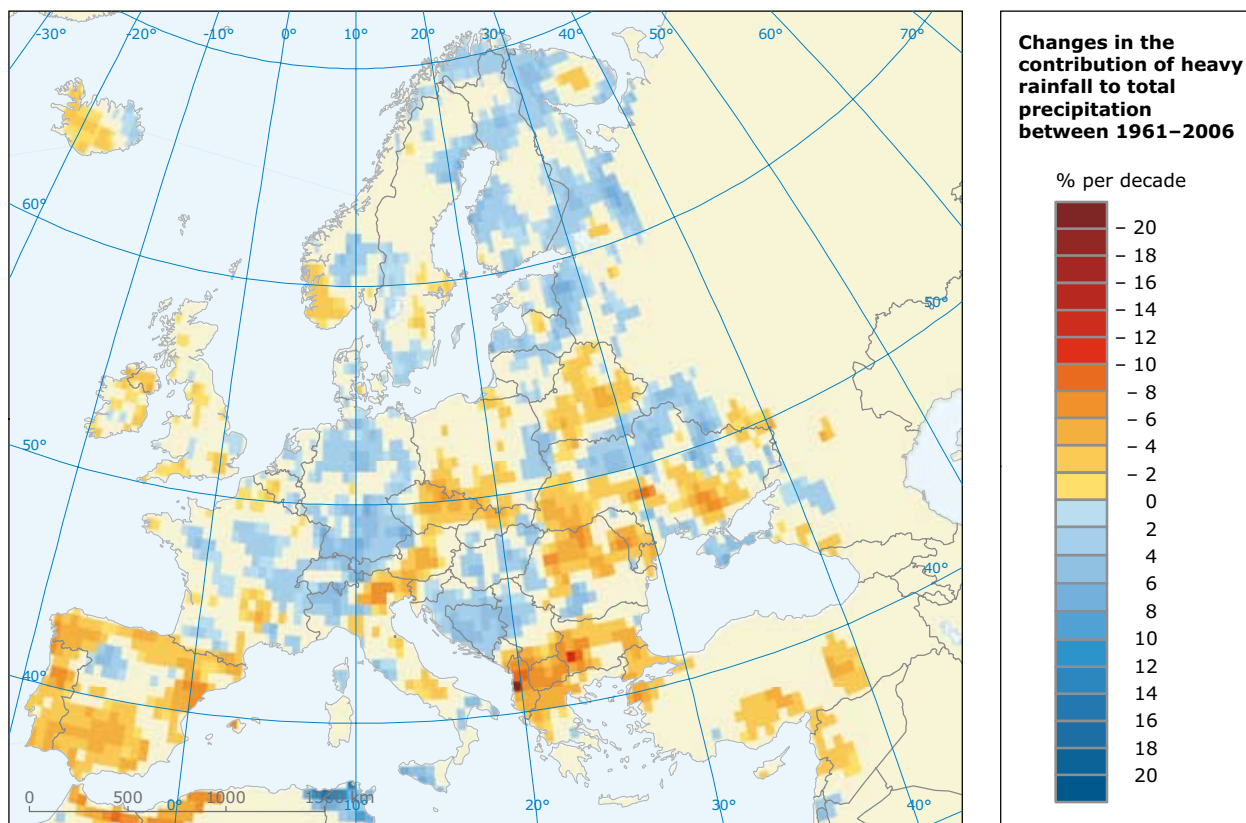 -30° -20° -10° 0° 10° 20° 30° 40° 50° 60° 70°
60°
50°
50°
40°
40°
0 500 1000 1500 km
0° 10° 20° 30° 40°
Changes in the
contribution of heavy
rainfall to total
precipitation
between 1961–2006
% per decade
– 20
– 18
– 16
– 14
– 12
– 10
– 8
– 6
– 4
– 2
0
2
4
6
8
10
12
14
16
18
20